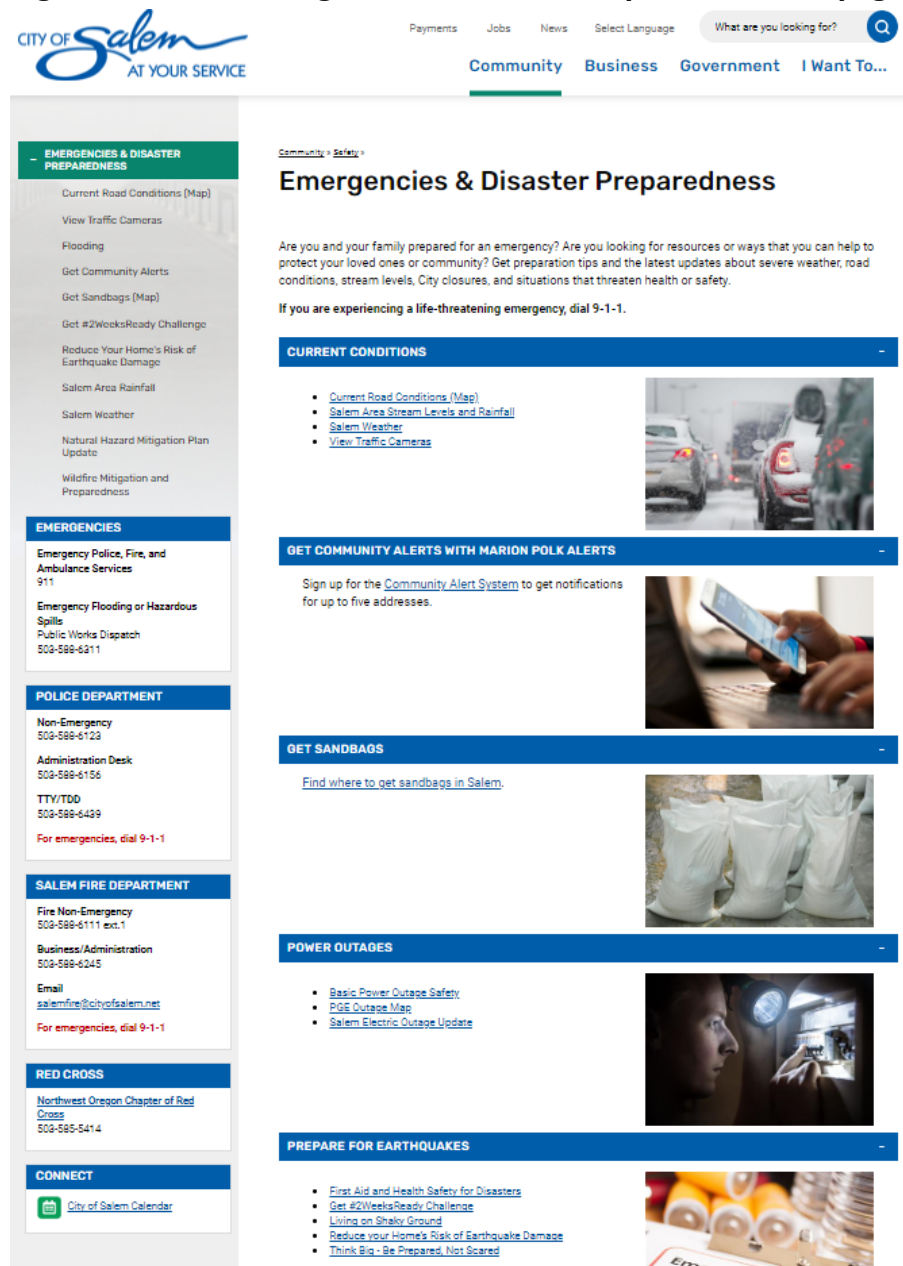 CITY OF Salem
AT YOUR SERVICE
Payments Jobs News Select Language What are you looking for?
Community Business Government I Want To...
– EMERGENCIES & DISASTER
PREPAREDNESS
Current Road Conditions (Map)
View Traffic Cameras
Flooding
Get Community Alerts
Get Sandbags (Map)
Get #2WeeksReady Challenge
Reduce Your Home's Risk of
Earthquake Damage
Salem Area Rainfall
Salem Weather
Natural Hazard Mitigation Plan
Update
Wildfire Mitigation and
Preparedness
EMERGENCIES
Emergency Police, Fire, and
Ambulance Services
911
Emergency Flooding or Hazardous
Spills
Public Works Dispatch
503-588-6311
POLICE DEPARTMENT
Non-Emergency
503-588-6123
Administration Desk
503-588-6156
TTY/TDD
503-588-6439
For emergencies, dial 9-1-1
SALEM FIRE DEPARTMENT
Fire Non-Emergency
503-588-6111 ext.1
Business/Administration
503-588-6245
Email
salemfire@cityofsalem.net
For emergencies, dial 9-1-1
RED CROSS
Northwest Oregon Chapter of Red
Cross
503-585-5414
CONNECT
City of Salem Calendar
Community » Safety »
Emergencies & Disaster Preparedness
Are you and your family prepared for an emergency? Are you looking for resources or ways that you can help to
protect your loved ones or community? Get preparation tips and the latest updates about severe weather, road
conditions, stream levels, City closures, and situations that threaten health or safety.
If you are experiencing a life-threatening emergency, dial 9-1-1.
CURRENT CONDITIONS –
• Current Road Conditions (Map)
• Salem Area Stream Levels and Rainfall
• Salem Weather
• View Traffic Cameras
GET COMMUNITY ALERTS WITH MARION POLK ALERTS –
Sign up for the Community Alert System to get notifications
for up to five addresses.
GET SANDBAGS –
Find where to get sandbags in Salem.
POWER OUTAGES –
• Basic Power Outage Safety
• PGE Outage Map
• Salem Electric Outage Update
PREPARE FOR EARTHQUAKES –
• First Aid and Health Safety for Disasters
• Get #2WeeksReady Challenge
• Living on Shaky Ground
• Reduce your Home's Risk of Earthquake Damage
• Think Big - Be Prepared, Not Scared